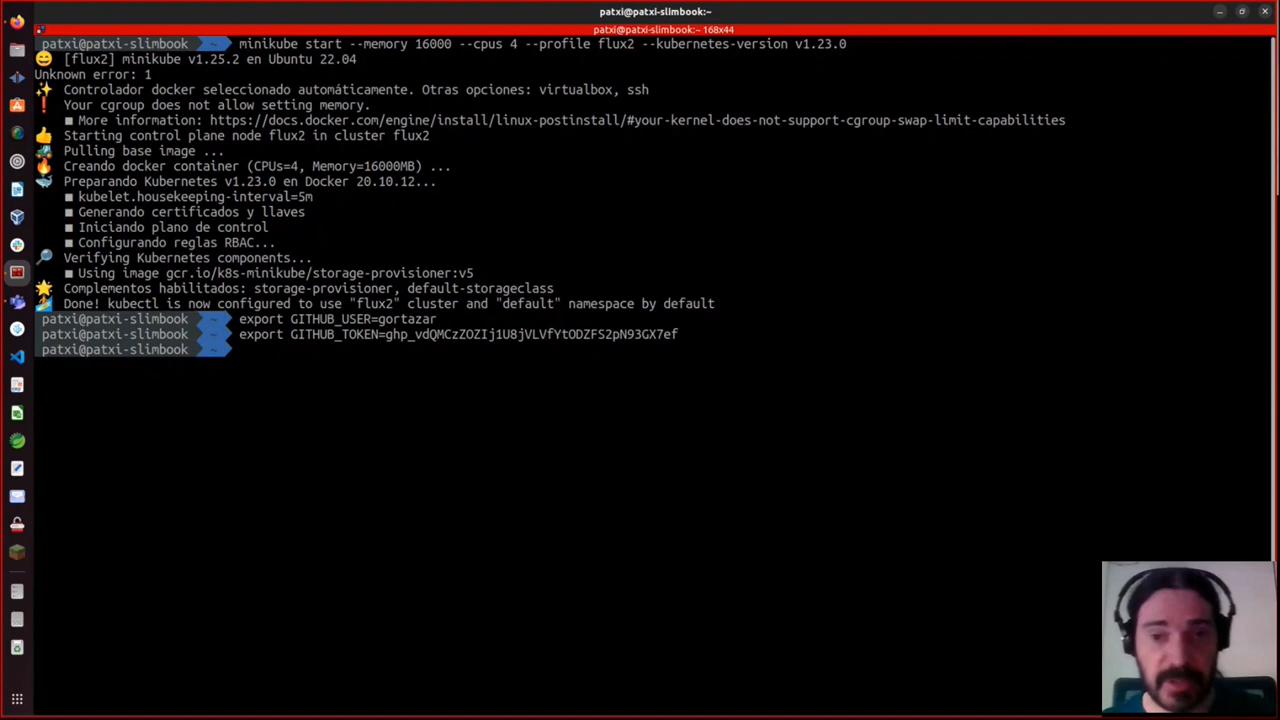 patxi@patxi-slimbook:~
patxi@patxi-slimbook:~ 168x44
patxi@patxi-slimbook ~ minikube start --memory 16000 --cpus 4 --profile flux2 --kubernetes-version v1.23.0
😄 [flux2] minikube v1.25.2 en Ubuntu 22.04
Unknown error: 1
✨ Controlador docker seleccionado automáticamente. Otras opciones: virtualbox, ssh
❗ Your cgroup does not allow setting memory.
■ More information: https://docs.docker.com/engine/install/linux-postinstall/#your-kernel-does-not-support-cgroup-swap-limit-capabilities
👍 Starting control plane node flux2 in cluster flux2
🚜 Pulling base image ...
🔥 Creando docker container (CPUs=4, Memory=16000MB) ...
🐳 Preparando Kubernetes v1.23.0 en Docker 20.10.12...
■ kubelet.housekeeping-interval=5m
■ Generando certificados y llaves
■ Iniciando plano de control
■ Configurando reglas RBAC...
🔎 Verifying Kubernetes components...
■ Using image gcr.io/k8s-minikube/storage-provisioner:v5
🌟 Complementos habilitados: storage-provisioner, default-storageclass
🏄 Done! kubectl is now configured to use "flux2" cluster and "default" namespace by default
patxi@patxi-slimbook ~ export GITHUB_USER=gortazar
patxi@patxi-slimbook ~ export GITHUB_TOKEN=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
patxi@patxi-slimbook ~